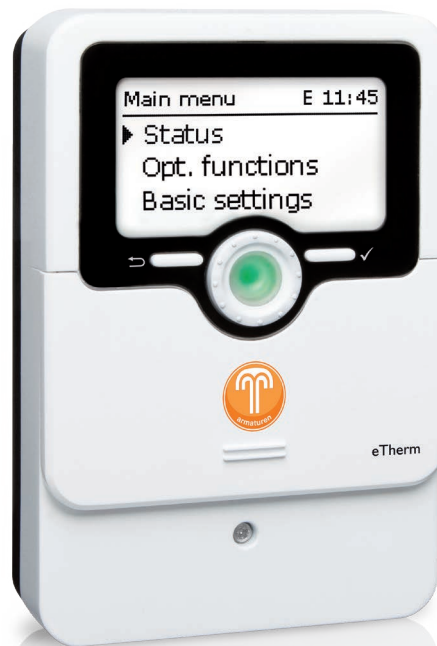 Main menu E 11:45
Status
Opt. functions
Basic settings
armaturen
eTherm